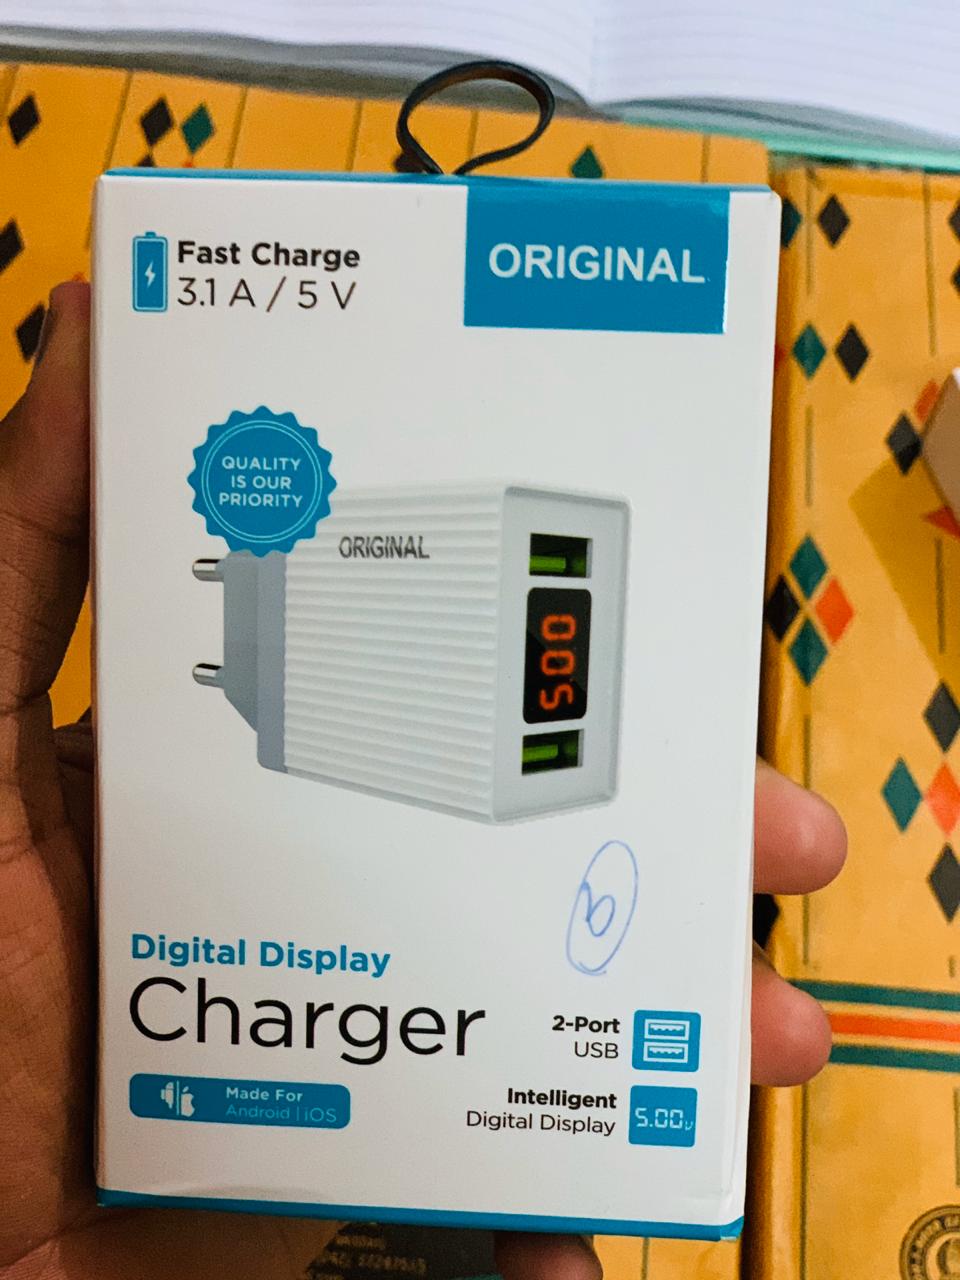 Fast Charge
3.1 A / 5 V
ORIGINAL
QUALITY
IS OUR
PRIORITY
ORIGINAL
5.00
Digital Display
Charger
2-Port
USB
Made For
Android | iOS
Intelligent
Digital Display
5.00